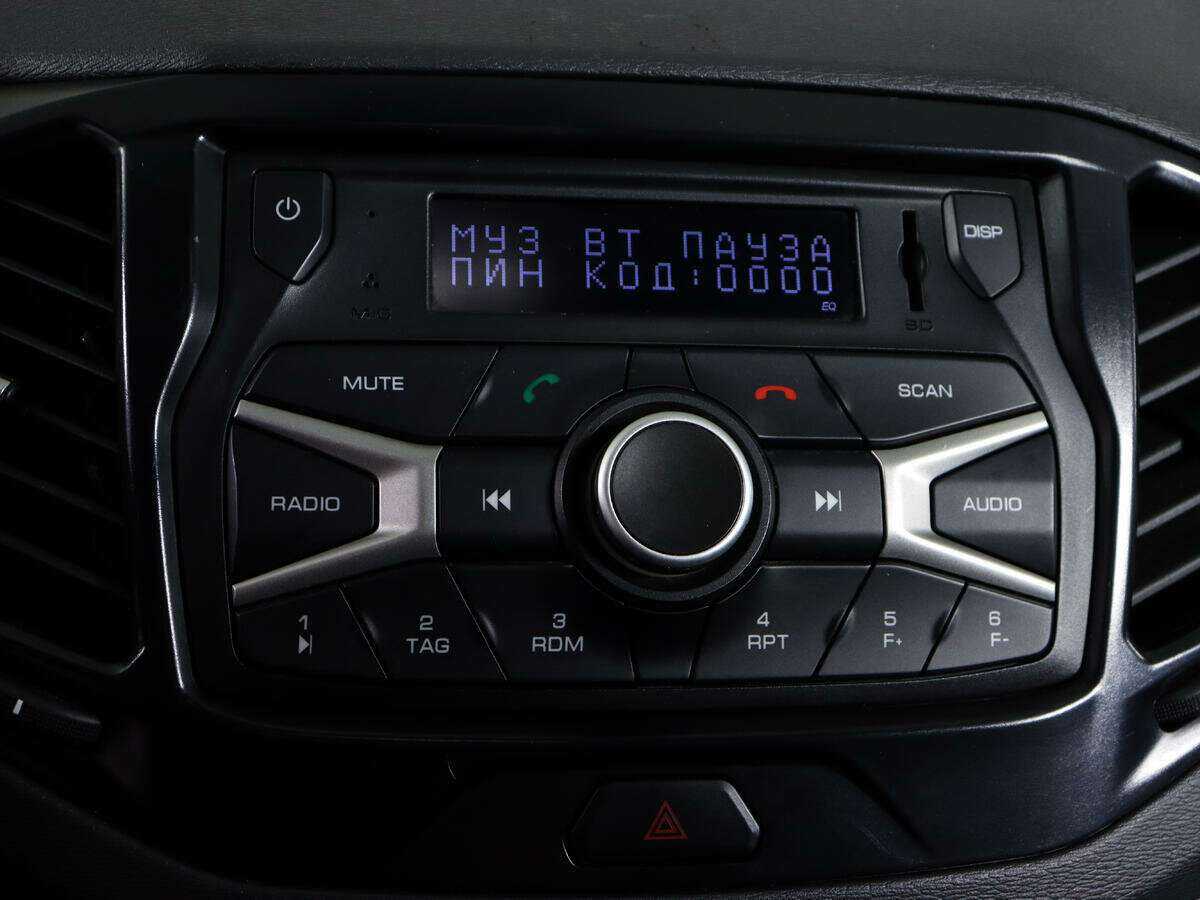 DISP
МУЗ ВТ ПАУЗА
ПИН КОД:0000
EQ
MIC
SD
MUTE
SCAN
RADIO
AUDIO
1
2
TAG
3
RDM
4
RPT
5
F+
6
F-